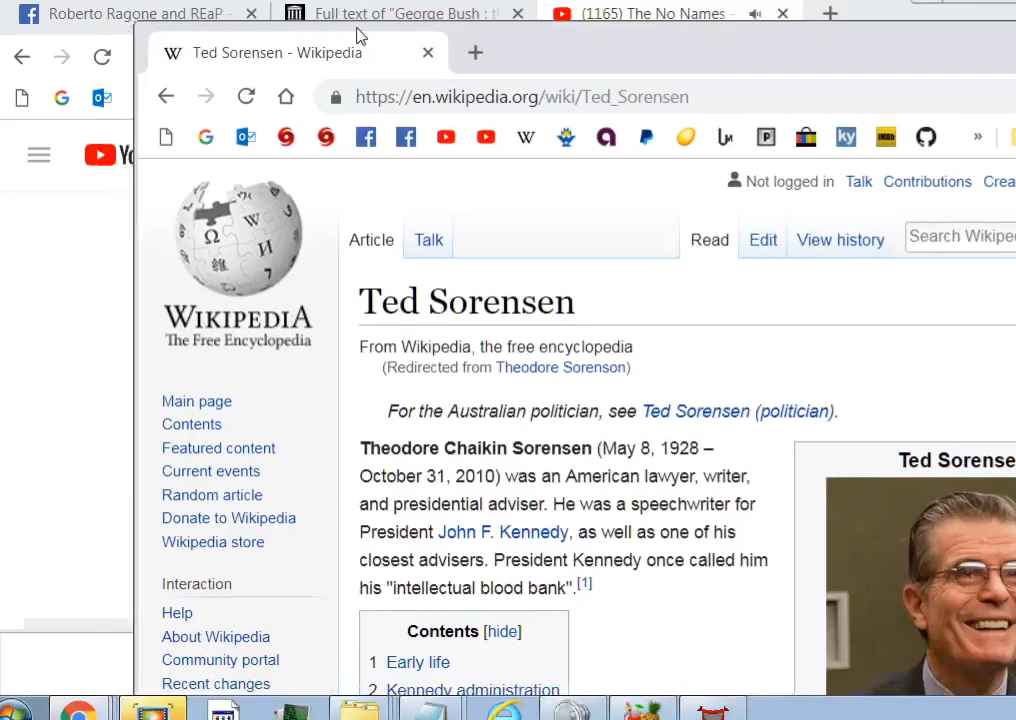 Roberto Ragone and REaP -
Full text of "George Bush : t
(1165) The No Names -
Ted Sorensen - Wikipedia
https://en.wikipedia.org/wiki/Ted_Sorensen
Not logged in Talk Contributions Crea
Article Talk Read Edit View history Search Wikipe
WIKIPEDIA
The Free Encyclopedia
Ted Sorensen
From Wikipedia, the free encyclopedia
(Redirected from Theodore Sorenson)
For the Australian politician, see Ted Sorensen (politician).
Theodore Chaikin Sorensen (May 8, 1928 –
October 31, 2010) was an American lawyer, writer,
and presidential adviser. He was a speechwriter for
President John F. Kennedy, as well as one of his
closest advisers. President Kennedy once called him
his "intellectual blood bank".[1]
Contents [hide]
1 Early life
2 Kennedy administration
Ted Sorense
Main page
Contents
Featured content
Current events
Random article
Donate to Wikipedia
Wikipedia store
Interaction
Help
About Wikipedia
Community portal
Recent changes